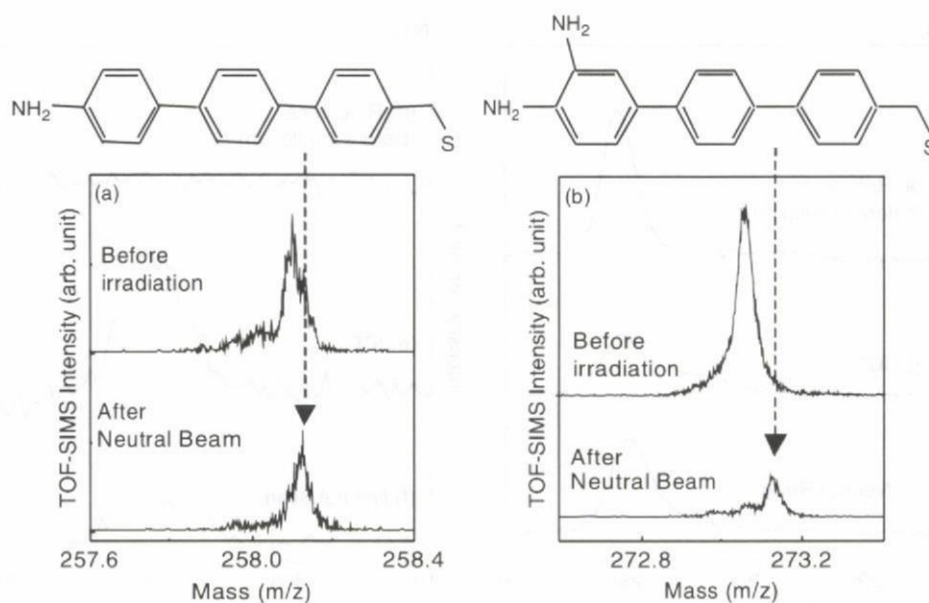 NH₂
S
(a)
Before
irradiation
After
Neutral Beam
TOF-SIMS Intensity (arb. unit)
257.6
258.0
258.4
Mass (m/z)
NH₂
NH₂
S
(b)
Before
irradiation
After
Neutral Beam
TOF-SIMS Intensity (arb. unit)
272.8
273.2
Mass (m/z)